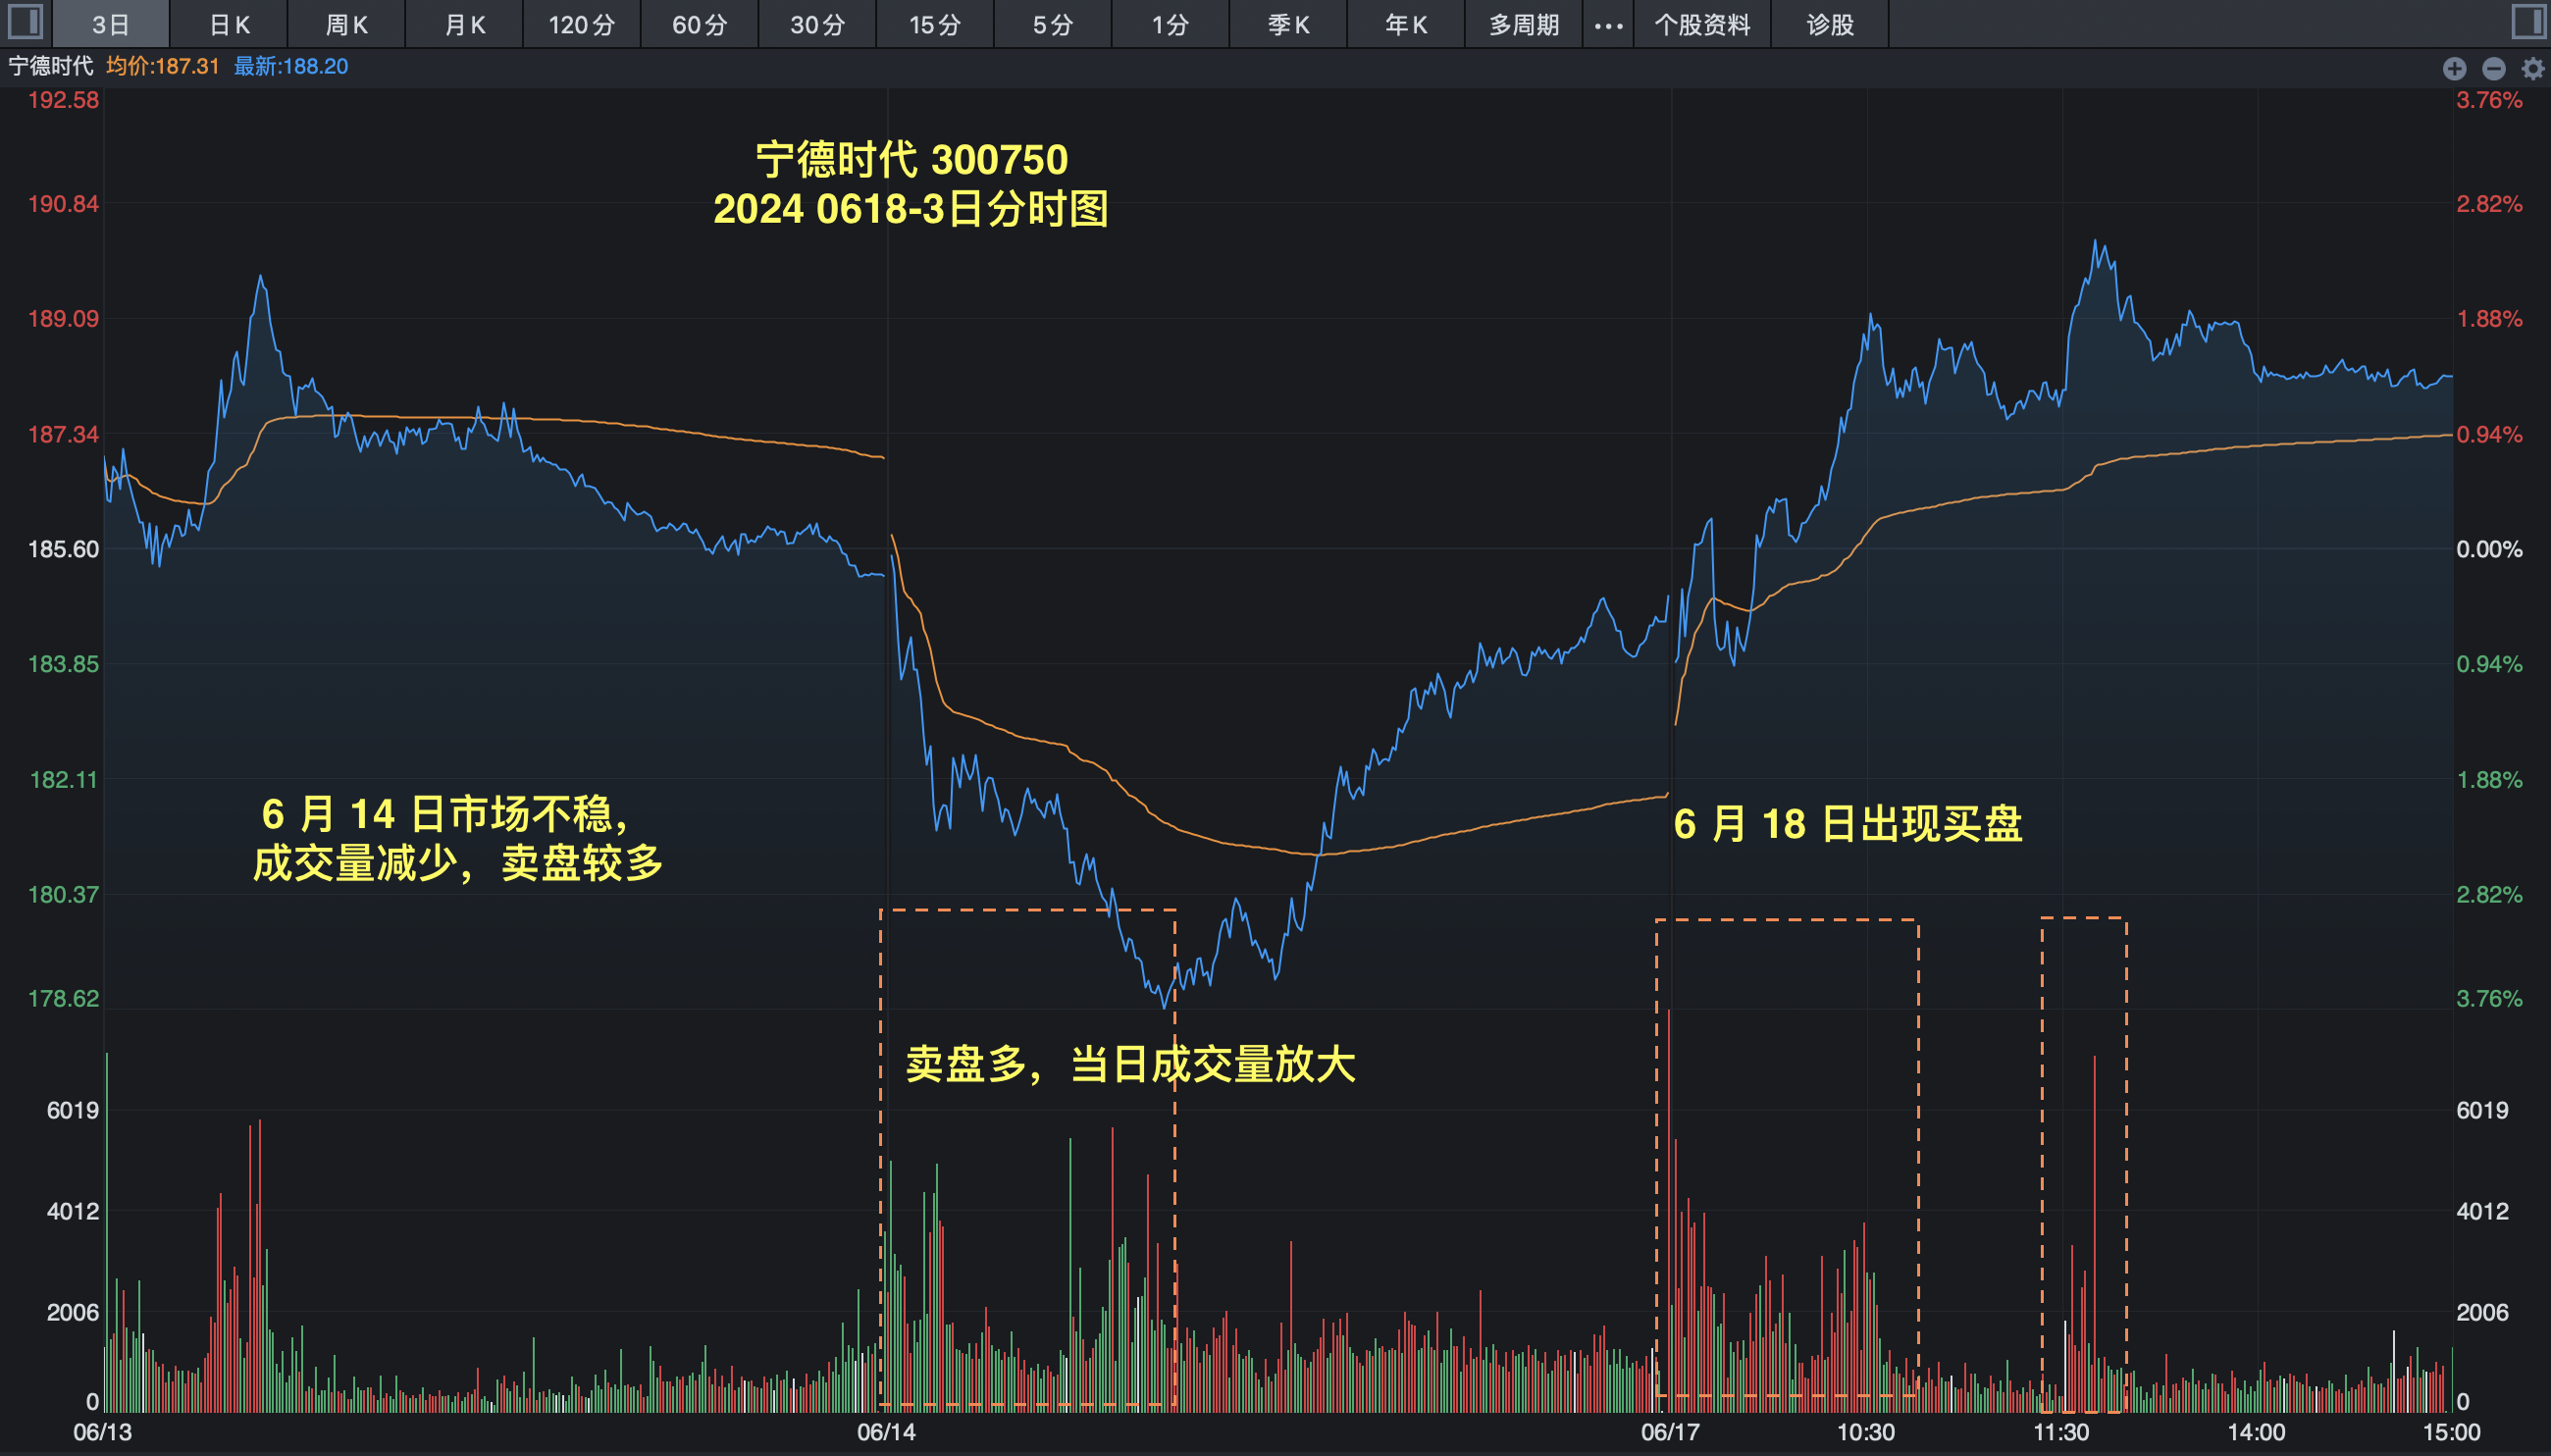 3日 日K 周K 月K 120分 60分 30分 15分 5分 1分 季K 年K 多周期 ••• 个股资料 诊股
宁德时代 均价:187.31 最新:188.20
192.58 3.76%
宁德时代 300750
190.84 2.82%
2024 0618-3日分时图
189.09 1.88%
187.34 0.94%
185.60 0.00%
183.85 0.94%
182.11 1.88%
6 月 14 日市场不稳，
成交量减少，卖盘较多
6 月 18 日出现买盘
180.37 2.82%
178.62 3.76%
卖盘多，当日成交量放大
6019 6019
4012 4012
2006 2006
0 0
06/13 06/14 06/17 10:30 11:30 14:00 15:00